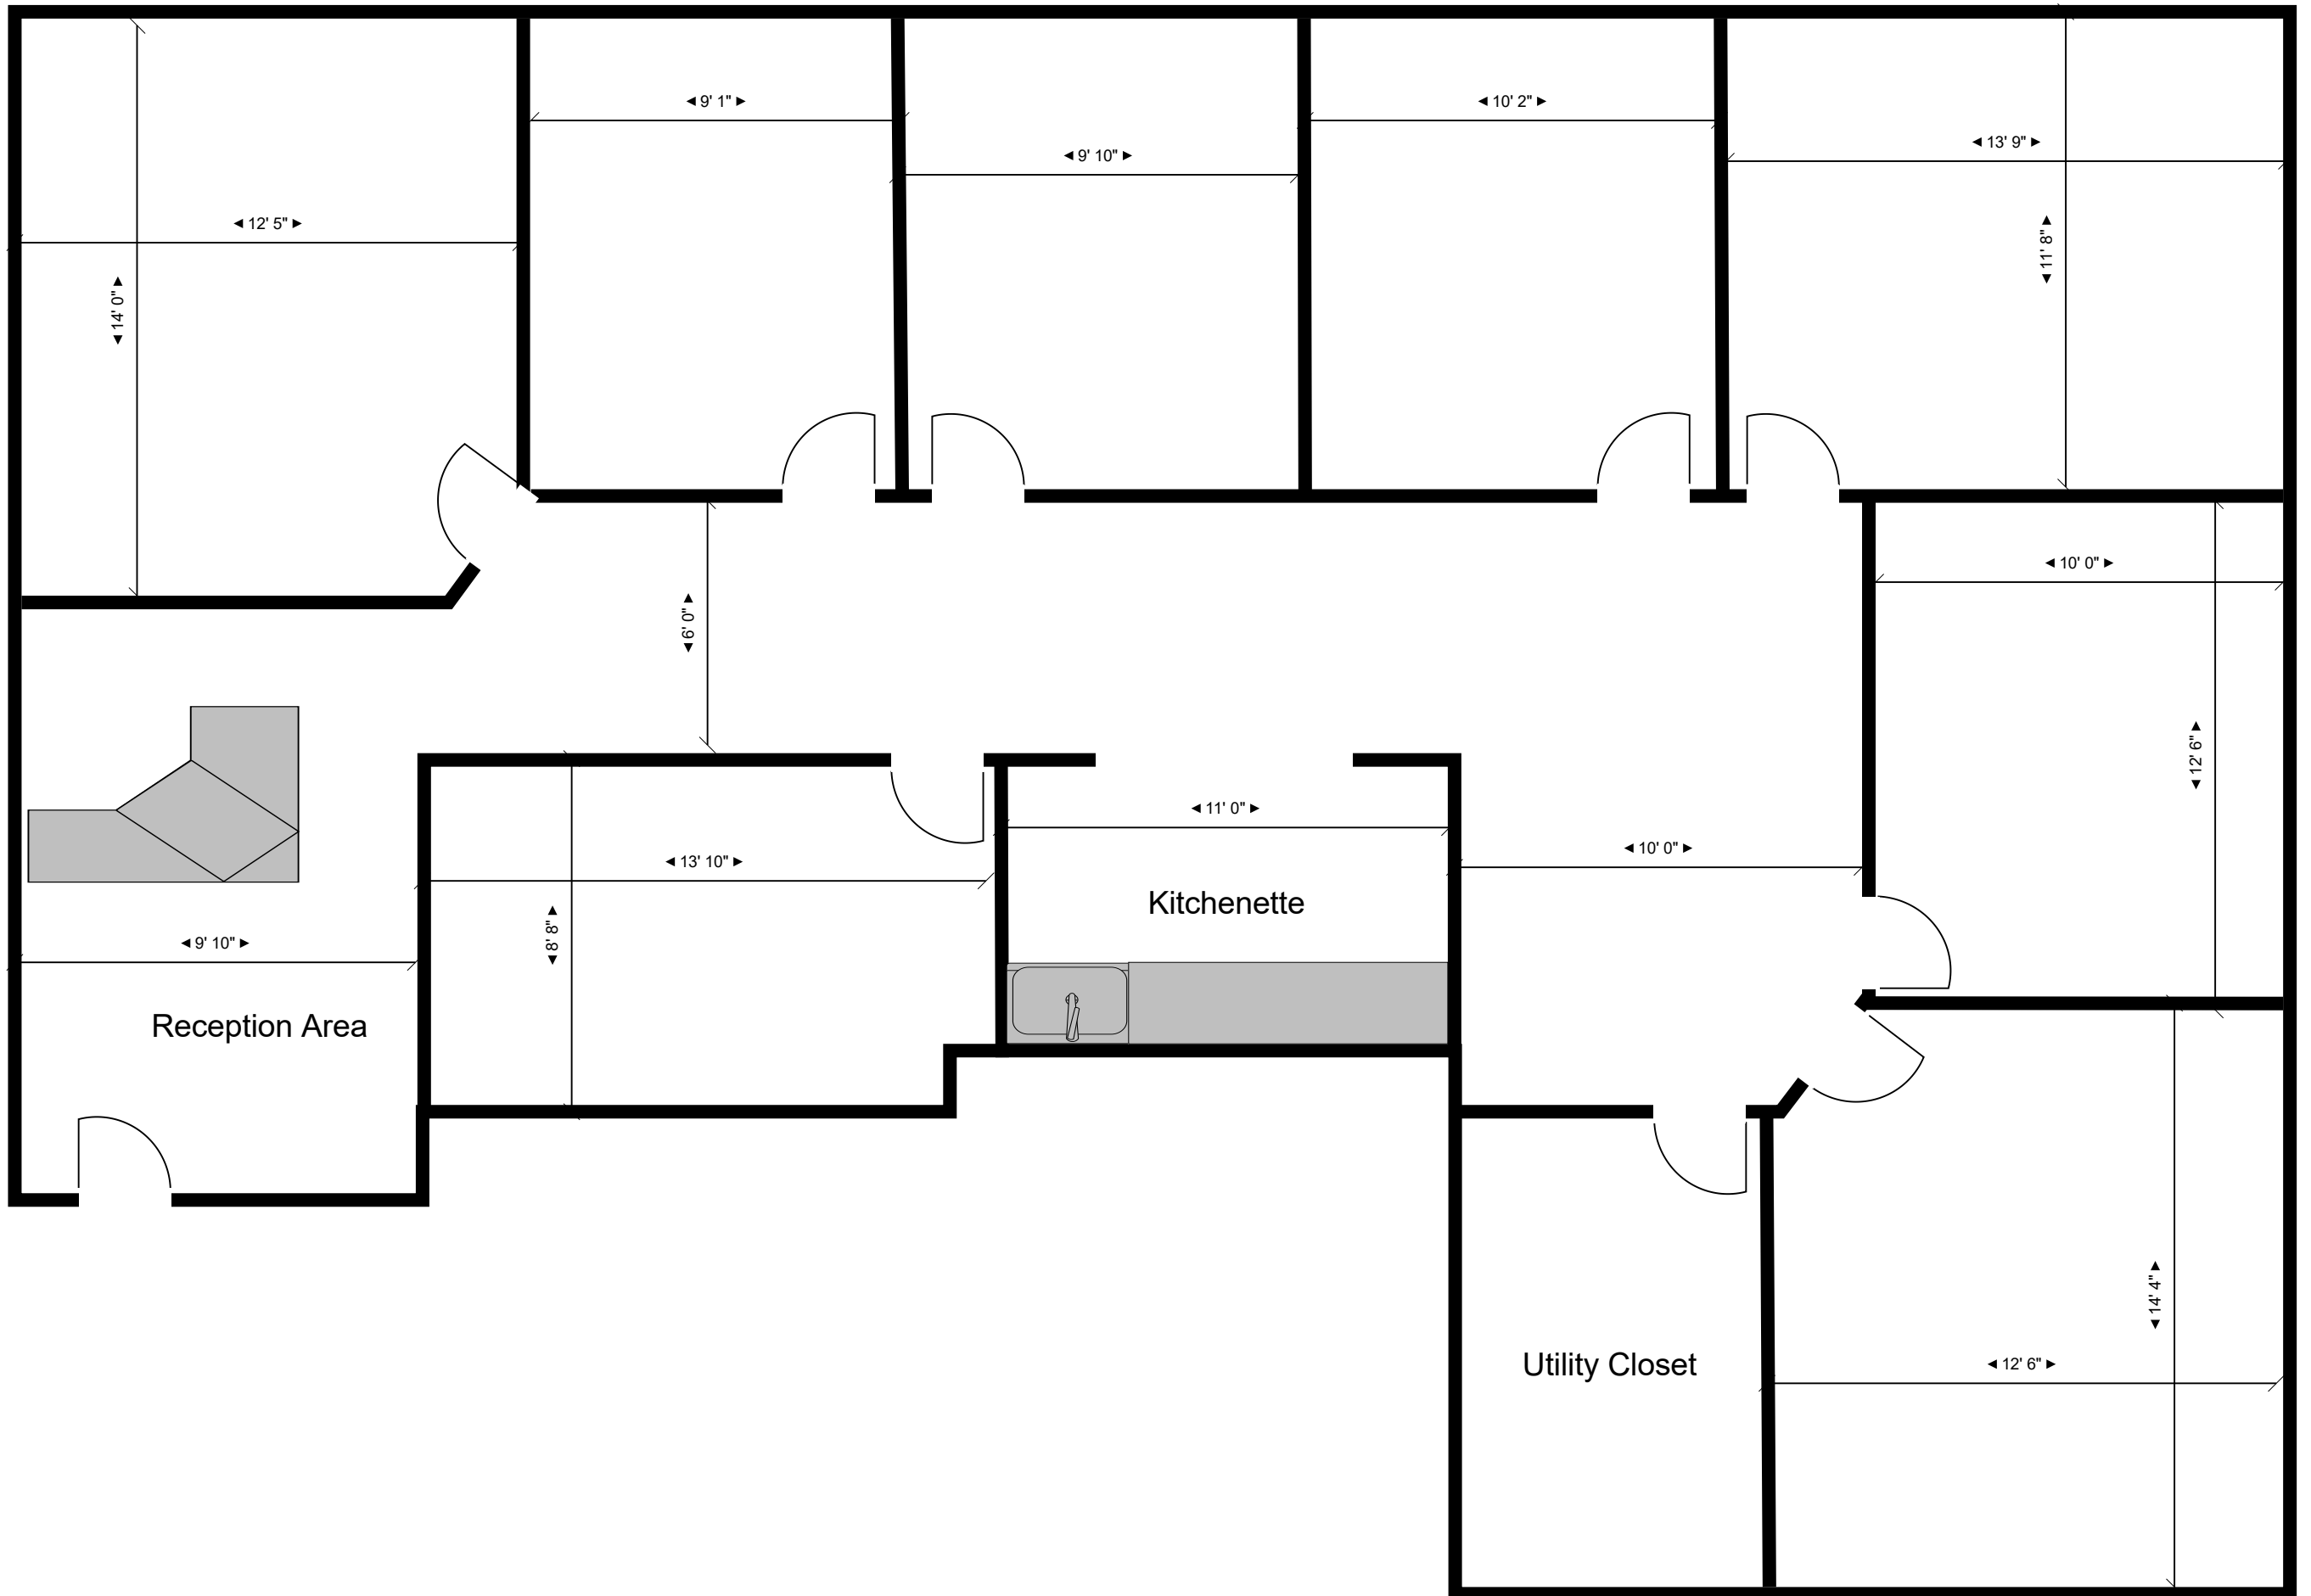 ◄ 9' 1" ►
◄ 10' 2" ►
◄ 13' 9" ►
◄ 9' 10" ►
◄ 12' 5" ►
◄ 11' 8" ►
◄ 14' 0" ►
◄ 10' 0" ►
◄ 6' 0" ►
◄ 12' 6" ►
◄ 11' 0" ►
◄ 10' 0" ►
◄ 13' 10" ►
Kitchenette
◄ 8' 8" ►
◄ 9' 10" ►
Reception Area
◄ 14' 4" ►
Utility Closet
◄ 12' 6" ►